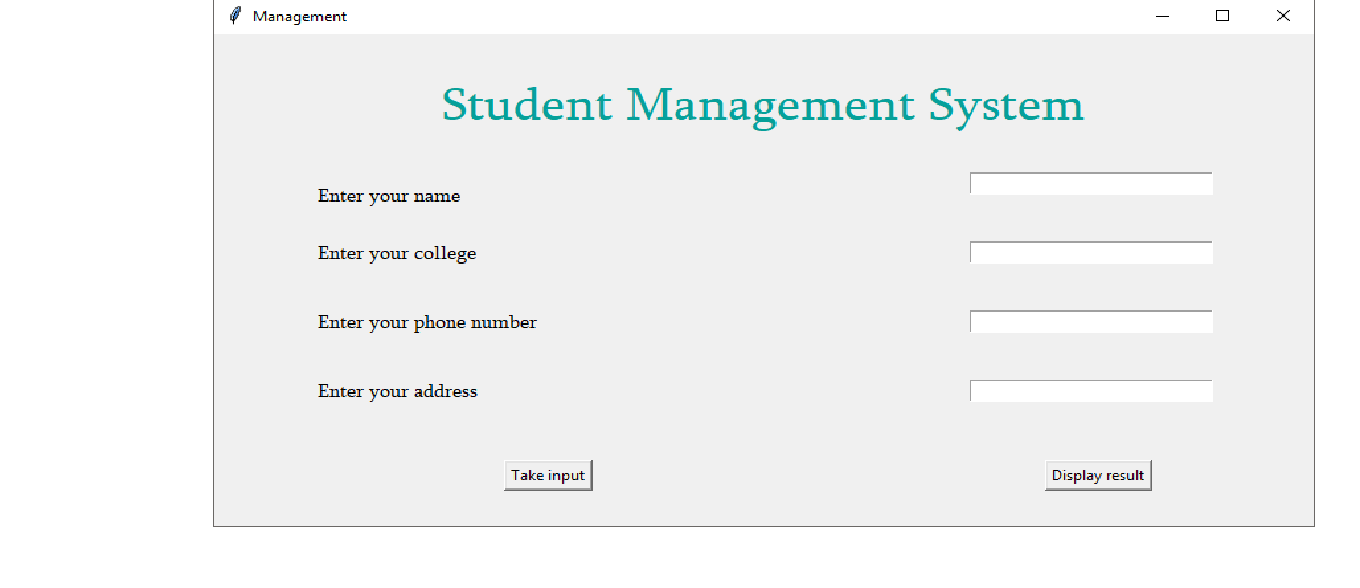 Management
Student Management System
Enter your name
Enter your college
Enter your phone number
Enter your address
Take input
Display result